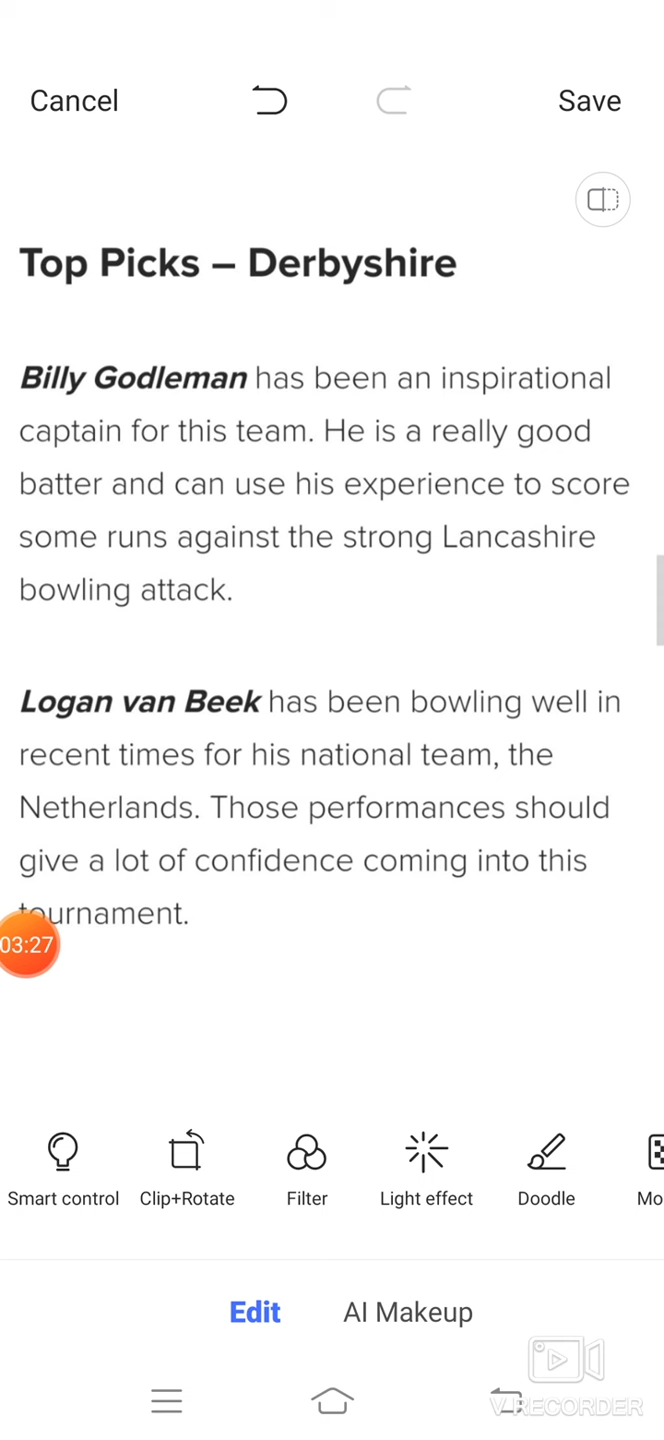 Cancel
Save
Top Picks – Derbyshire
Billy Godleman has been an inspirational
captain for this team. He is a really good
batter and can use his experience to score
some runs against the strong Lancashire
bowling attack.
Logan van Beek has been bowling well in
recent times for his national team, the
Netherlands. Those performances should
give a lot of confidence coming into this
tournament.
03:27
Smart control Clip+Rotate Filter Light effect Doodle Mo
Edit AI Makeup
V RECORDER